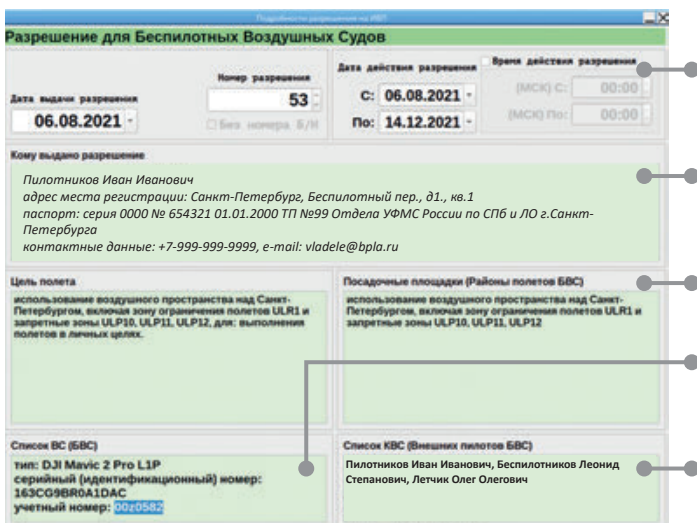 Подробности разрешения на ИВП
Разрешение для Беспилотных Воздушных Судов
Дата выдачи разрешения
06.08.2021
Номер разрешения
53
Без номера Б/Н
Дата действия разрешения
С: 06.08.2021
По: 14.12.2021
Время действия разрешения
(МСК) С: 00:00
(МСК) По: 00:00
Кому выдано разрешение
Пилотников Иван Иванович
адрес места регистрации: Санкт-Петербург, Беспилотный пер., д1., кв.1
паспорт: серия 0000 № 654321 01.01.2000 ТП №99 Отдела УФМС России по СПб и ЛО г.Санкт-
Петербурга
контактные данные: +7-999-999-9999, e-mail: vladele@bpla.ru
Цель полета
использование воздушного пространства над Санкт-
Петербургом, включая зону ограничения полетов ULR1 и
запретные зоны ULP10, ULP11, ULP12, для: выполнения
полетов в личных целях.
Посадочные площадки (Районы полетов БВС)
использование воздушного пространства над Санкт-
Петербургом, включая зону ограничения полетов ULR1 и
запретные зоны ULP10, ULP11, ULP12
Список ВС (БВС)
тип: DJI Mavic 2 Pro L1P
серийный (идентификационный) номер:
163CG9BR0A1DAC
учетный номер: 00z0582
Список КВС (Внешних пилотов БВС)
Пилотников Иван Иванович, Беспилотников Леонид
Степанович, Летчик Олег Олегович